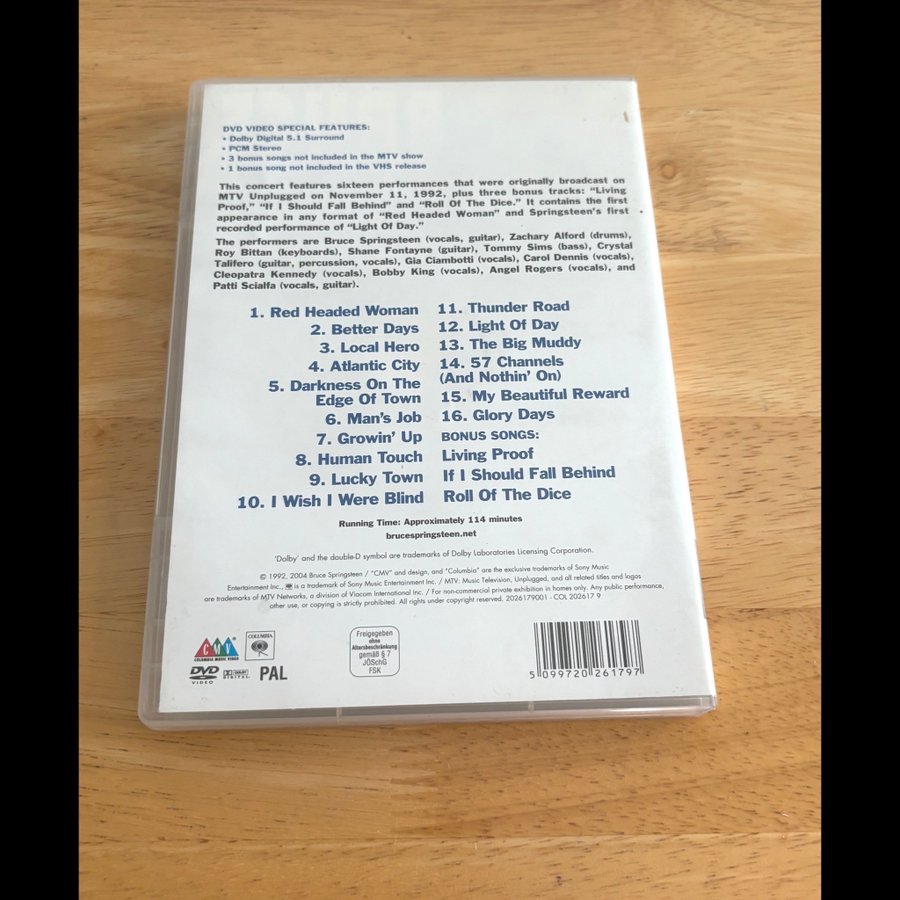 DVD VIDEO SPECIAL FEATURES:
• Dolby Digital 5.1 Surround
• PCM Stereo
• 3 bonus songs not included in the MTV show
• 1 bonus song not included in the VHS release
This concert features sixteen performances that were originally broadcast on
MTV Unplugged on November 11, 1992, plus three bonus tracks: “Living
Proof,” “If I Should Fall Behind” and “Roll Of The Dice.” It contains the first
appearance in any format of “Red Headed Woman” and Springsteen’s first
recorded performance of “Light Of Day.”
The performers are Bruce Springsteen (vocals, guitar), Zachary Alford (drums),
Roy Bittan (keyboards), Shane Fontayne (guitar), Tommy Sims (bass), Crystal
Talifero (guitar, percussion, vocals), Gia Ciambotti (vocals), Carol Dennis (vocals),
Cleopatra Kennedy (vocals), Bobby King (vocals), Angel Rogers (vocals), and
Patti Scialfa (vocals, guitar).
1. Red Headed Woman
2. Better Days
3. Local Hero
4. Atlantic City
5. Darkness On The
Edge Of Town
6. Man’s Job
7. Growin’ Up
8. Human Touch
9. Lucky Town
10. I Wish I Were Blind
11. Thunder Road
12. Light Of Day
13. The Big Muddy
14. 57 Channels
(And Nothin’ On)
15. My Beautiful Reward
16. Glory Days
BONUS SONGS:
Living Proof
If I Should Fall Behind
Roll Of The Dice
Running Time: Approximately 114 minutes
brucespringsteen.net
‘Dolby’ and the double-D symbol are trademarks of Dolby Laboratories Licensing Corporation.
© 1992, 2004 Bruce Springsteen / “CMV” and design, and “Columbia” are the exclusive trademarks of Sony Music
Entertainment Inc., is a trademark of Sony Music Entertainment Inc. / MTV: Music Television, Unplugged, and all related titles and logos
are trademarks of MTV Networks, a division of Viacom International Inc. / For non-commercial private exhibition in homes only. Any public performance,
other use, or copying is strictly prohibited. All rights under copyright reserved. 2026179001 - COL 202617 9
CMV
COLUMBIA MUSIC VIDEO
COLUMBIA
DVD
VIDEO
DOLBY
DIGITAL
PAL
Freigegeben
ohne
Altersbeschränkung
gemäß § 7
JÖSchG
FSK
5 099720 261797